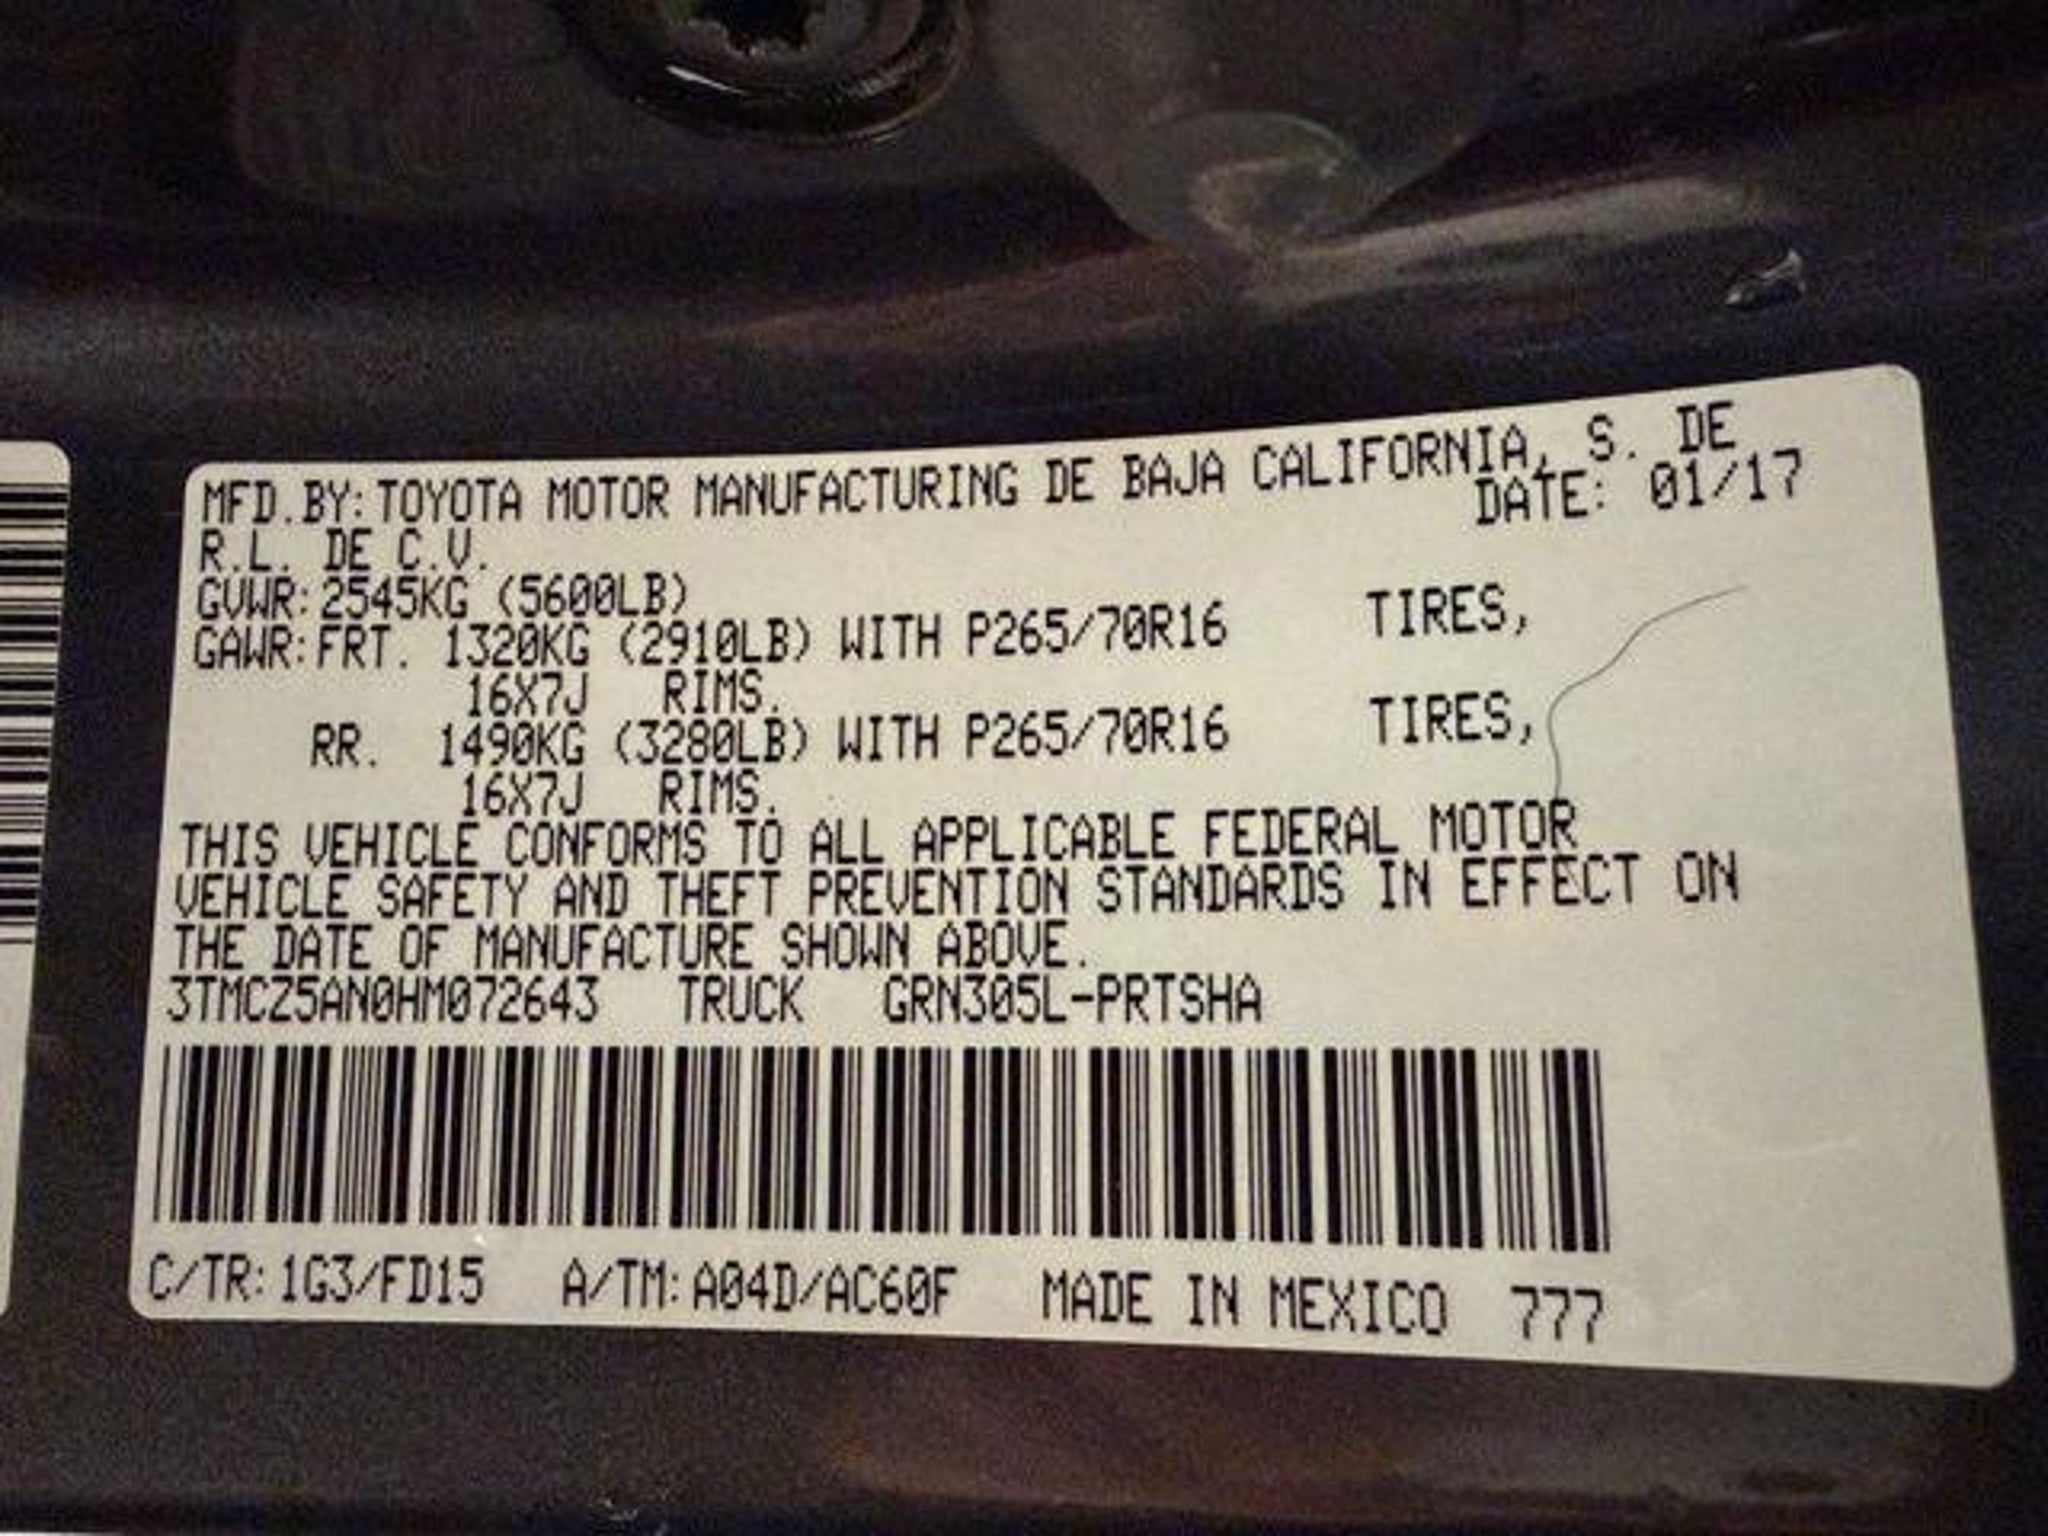 MFD.BY:TOYOTA MOTOR MANUFACTURING DE BAJA CALIFORNIA, S. DE
R.L. DE C.V. DATE: 01/17
GVWR:2545KG (5600LB)
GAWR:FRT. 1320KG (2910LB) WITH P265/70R16 TIRES,
16X7J RIMS.
RR. 1490KG (3280LB) WITH P265/70R16 TIRES,
16X7J RIMS.
THIS VEHICLE CONFORMS TO ALL APPLICABLE FEDERAL MOTOR
VEHICLE SAFETY AND THEFT PREVENTION STANDARDS IN EFFECT ON
THE DATE OF MANUFACTURE SHOWN ABOVE.
3TMCZ5AN0HM072643 TRUCK GRN305L-PRTSHA
C/TR:1G3/FD15 A/TM:A04D/AC60F MADE IN MEXICO 777